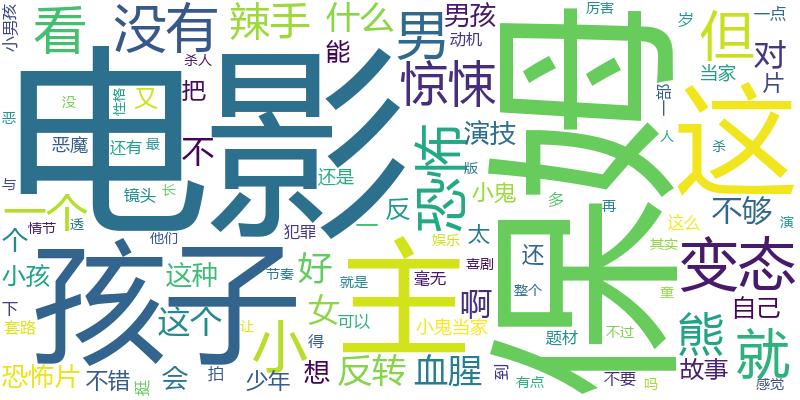 小男孩
看
没有
辣手
什么
男孩
厉害
岁
一点
杀人
能
男
动机
但
演
电影
保姆
这
惊悚
对
片
当家
一部
恶
没
性格
又
把
恶魔
还有
最
不
恐怖
演技
人
杀
与
镜头
长
还是
版
小鬼
多
再
不够
一个
情节
透
他们
犯罪
一
反
太
娱乐
还
这么
其实
个
孩子
主
变态
小孩
这种
节奏
好
就是
毫无
喜剧
啊
整个
童
自己
下
套路
这个
让
小
女
可以
小鬼当家
得
题材
不过
熊
就
恐怖片
不错
挺
会
拍
少年
想
反转
血腥
到
有点
不要
吗
故事
感觉